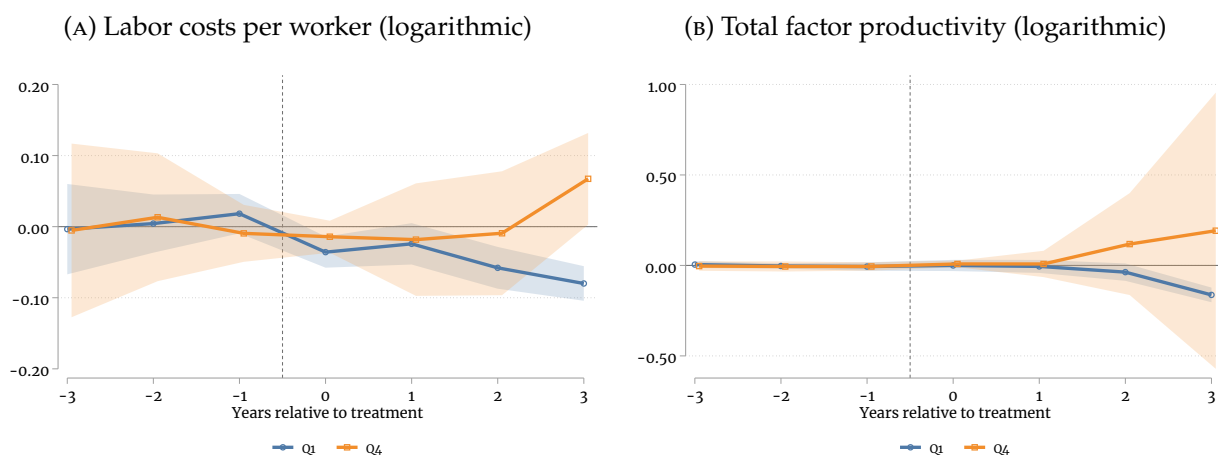 (A) Labor costs per worker (logarithmic)
0.20
0.10
0.00
-0.10
-0.20
-3 -2 -1 0 1 2 3
Years relative to treatment
Q1 Q4
(B) Total factor productivity (logarithmic)
1.00
0.50
0.00
-0.50
-3 -2 -1 0 1 2 3
Years relative to treatment
Q1 Q4